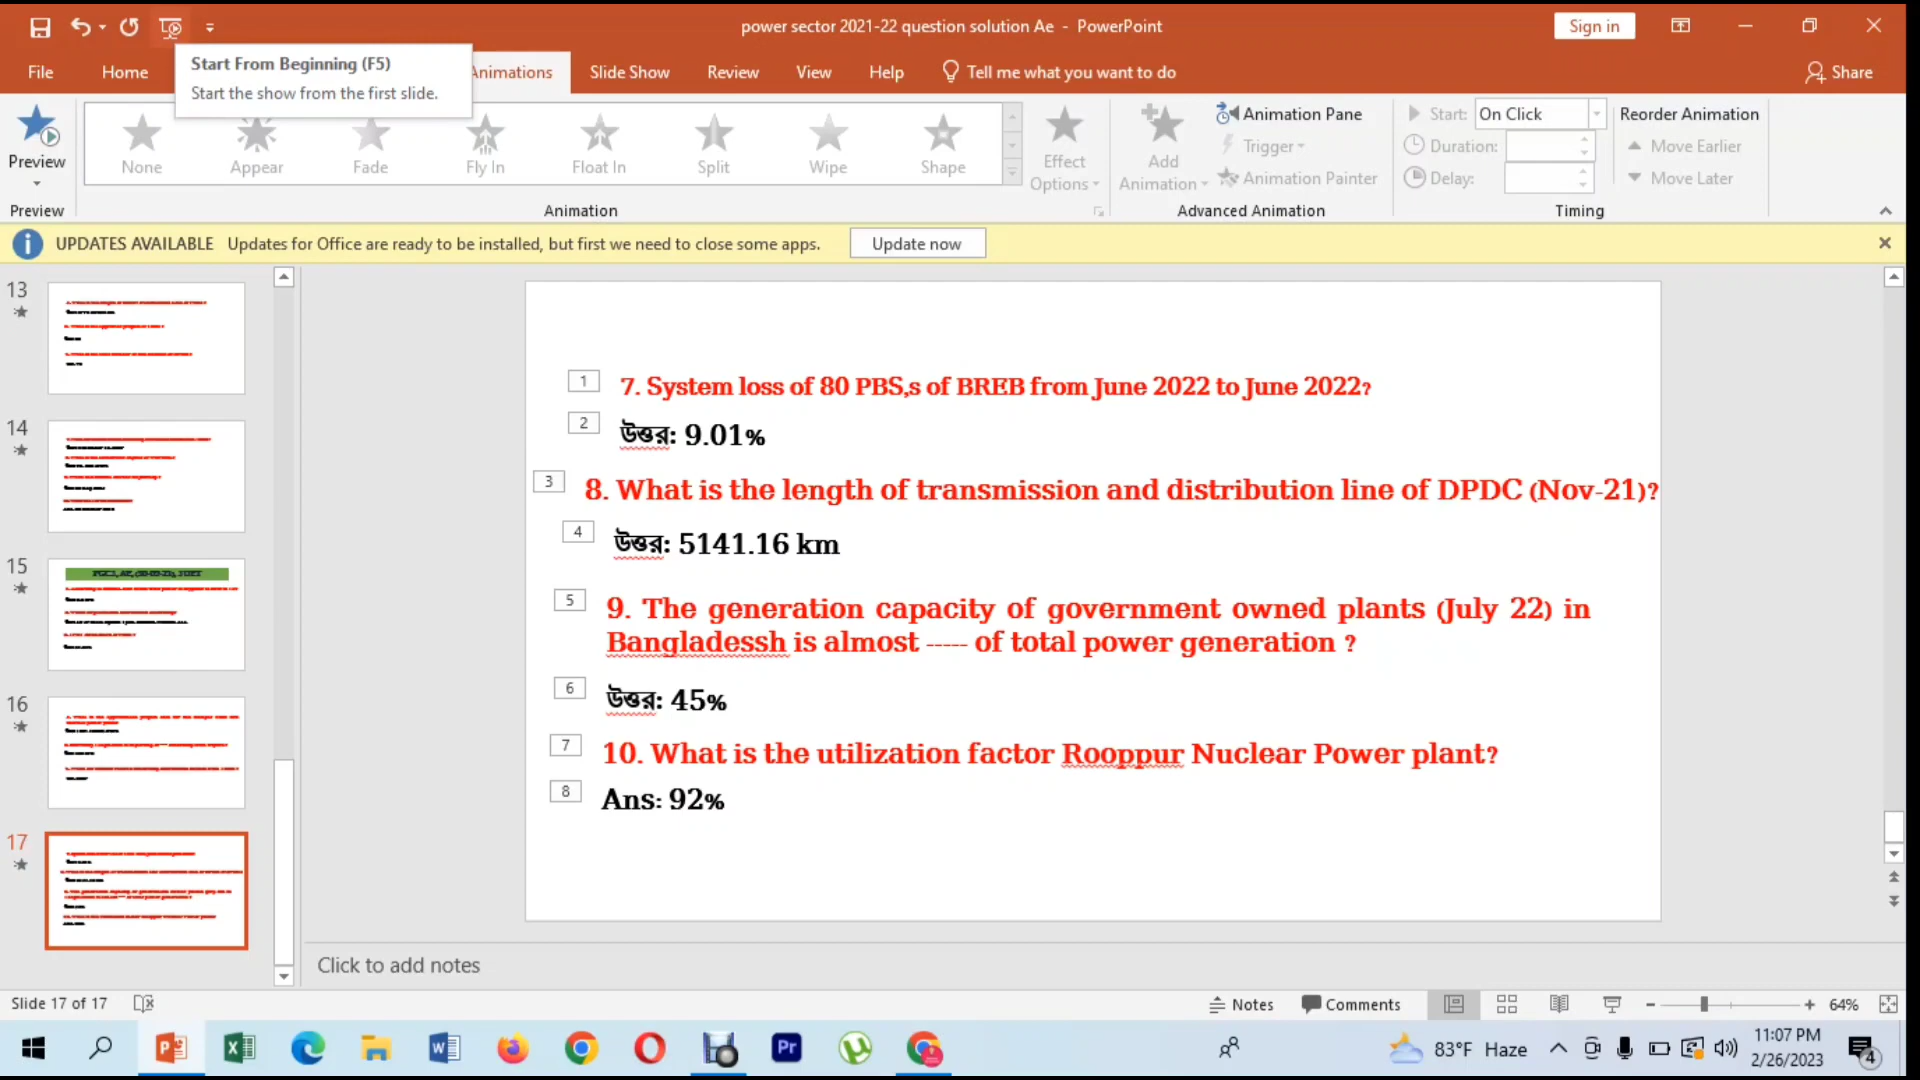 power sector 2021-22 question solution Ae - PowerPoint
Sign in
File
Home
Start From Beginning (F5)
Start the show from the first slide.
Animations
Slide Show
Review
View
Help
Tell me what you want to do
Share
Preview
None
Appear
Fade
Fly In
Float In
Split
Wipe
Shape
Effect
Options
Add
Animation
Animation Pane
Trigger
Animation Painter
Start: On Click
Duration:
Delay:
Reorder Animation
Move Earlier
Move Later
Preview
Animation
Advanced Animation
Timing
UPDATES AVAILABLE Updates for Office are ready to be installed, but first we need to close some apps. Update now
13
14
15
16
17
1 7. System loss of 80 PBS,s of BREB from June 2022 to June 2022?
2 উত্তর: 9.01%
3 8. What is the length of transmission and distribution line of DPDC (Nov-21)?
4 উত্তর: 5141.16 km
5 9. The generation capacity of government owned plants (July 22) in
Bangladessh is almost ----- of total power generation ?
6 উত্তর: 45%
7 10. What is the utilization factor Rooppur Nuclear Power plant?
8 Ans: 92%
Click to add notes
Slide 17 of 17
Notes
Comments
64%
83°F Haze
11:07 PM
2/26/2023
4